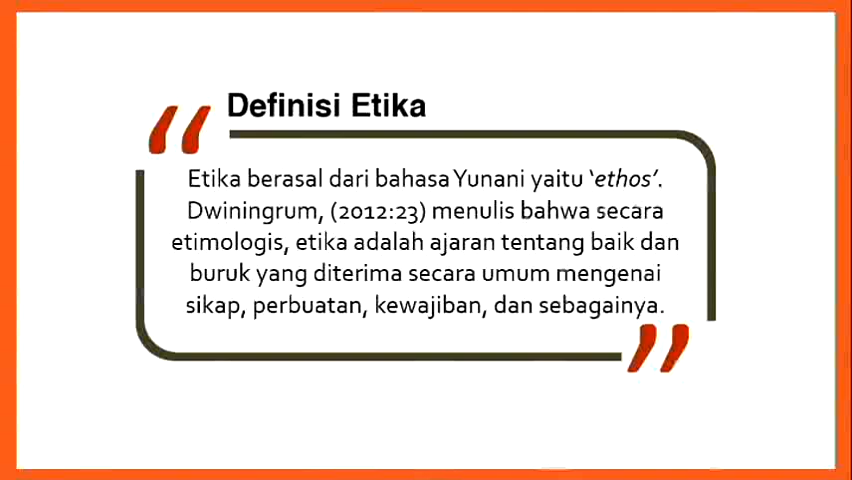 Definisi Etika
“
Etika berasal dari bahasa Yunani yaitu ‘ethos’.
Dwiningrum, (2012:23) menulis bahwa secara
etimologis, etika adalah ajaran tentang baik dan
buruk yang diterima secara umum mengenai
sikap, perbuatan, kewajiban, dan sebagainya.
”